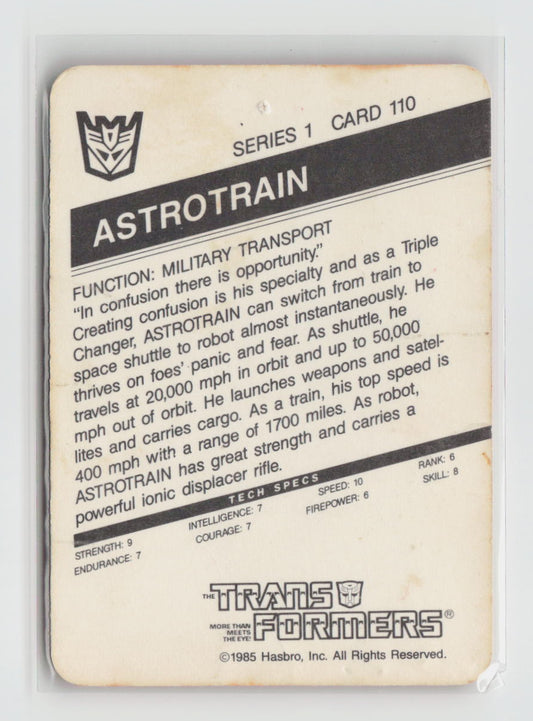 SERIES 1 CARD 110
ASTROTRAIN
FUNCTION: MILITARY TRANSPORT
“In confusion there is opportunity.”
Creating confusion is his specialty and as a Triple
Changer, ASTROTRAIN can switch from train to
space shuttle to robot almost instantaneously. He
thrives on foes’ panic and fear. As shuttle, he
travels at 20,000 mph in orbit and up to 50,000
mph out of orbit. He launches weapons and satel-
lites and carries cargo. As a train, his top speed is
400 mph with a range of 1700 miles. As robot,
ASTROTRAIN has great strength and carries a
powerful ionic displacer rifle.
TECH SPECS
STRENGTH: 9 INTELLIGENCE: 7 SPEED: 10 RANK: 6
ENDURANCE: 7 COURAGE: 7 FIREPOWER: 6 SKILL: 8
THE TRANSFORMERS®
MORE THAN
MEETS
THE EYE!
©1985 Hasbro, Inc. All Rights Reserved.